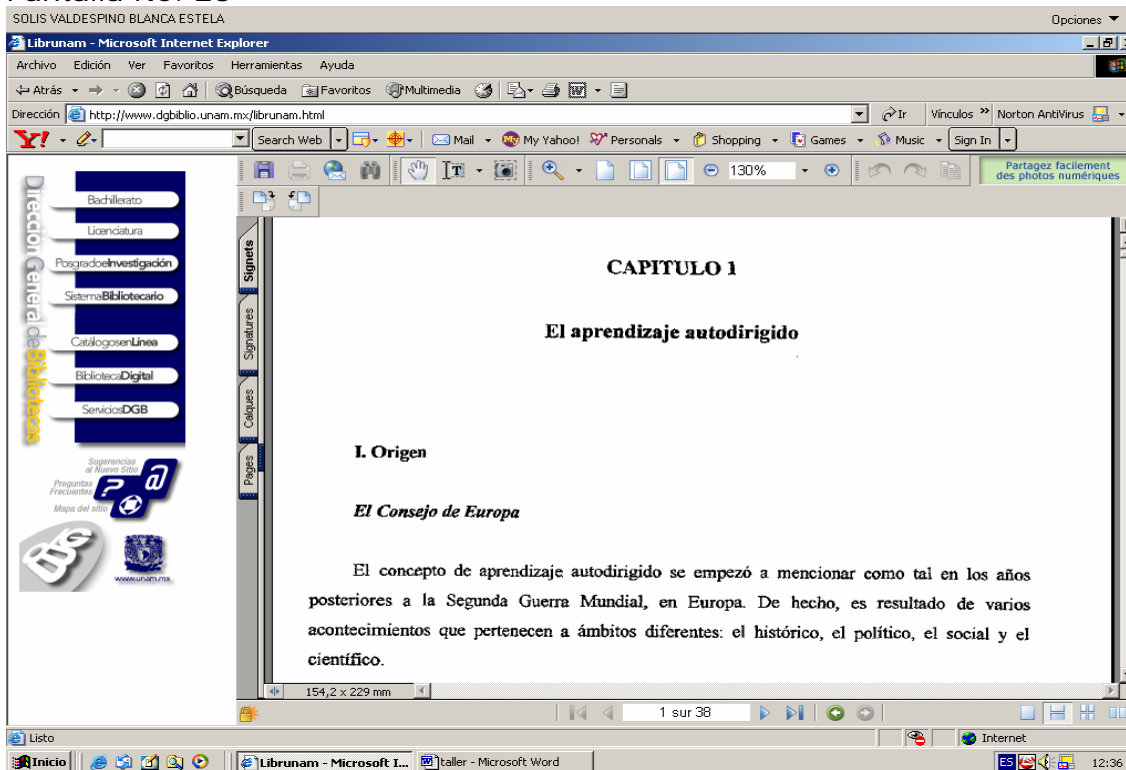 SOLIS VALDESPINO BLANCA ESTELA Opciones
Librunam - Microsoft Internet Explorer
Archivo Edición Ver Favoritos Herramientas Ayuda
Atrás Búsqueda Favoritos Multimedia
Dirección http://www.dgbiblio.unam.mx/librunam.html Ir Vínculos » Norton AntiVirus
Y! Search Web Mail My Yahoo! Personals Shopping Games Music Sign In
130% Partagez facilement
des photos numériques
Dirección General de Bibliotecas
Bachillerato
Licenciatura
PosgradoeInvestigación
SistemaBibliotecario
CatálogosenLínea
BibliotecaDigital
ServiciosDGB
Sugerencias
al Nuevo Sitio
Preguntas
Frecuentes
Mapa del sitio
www.unam.mx
Signets
Signatures
Calques
Pages
CAPITULO 1
El aprendizaje autodirigido
I. Origen
El Consejo de Europa
El concepto de aprendizaje autodirigido se empezó a mencionar como tal en los años
posteriores a la Segunda Guerra Mundial, en Europa. De hecho, es resultado de varios
acontecimientos que pertenecen a ámbitos diferentes: el histórico, el político, el social y el
científico.
154,2 x 229 mm
1 sur 38
Listo Internet
Inicio Librunam - Microsoft I... taller - Microsoft Word ES 12:36